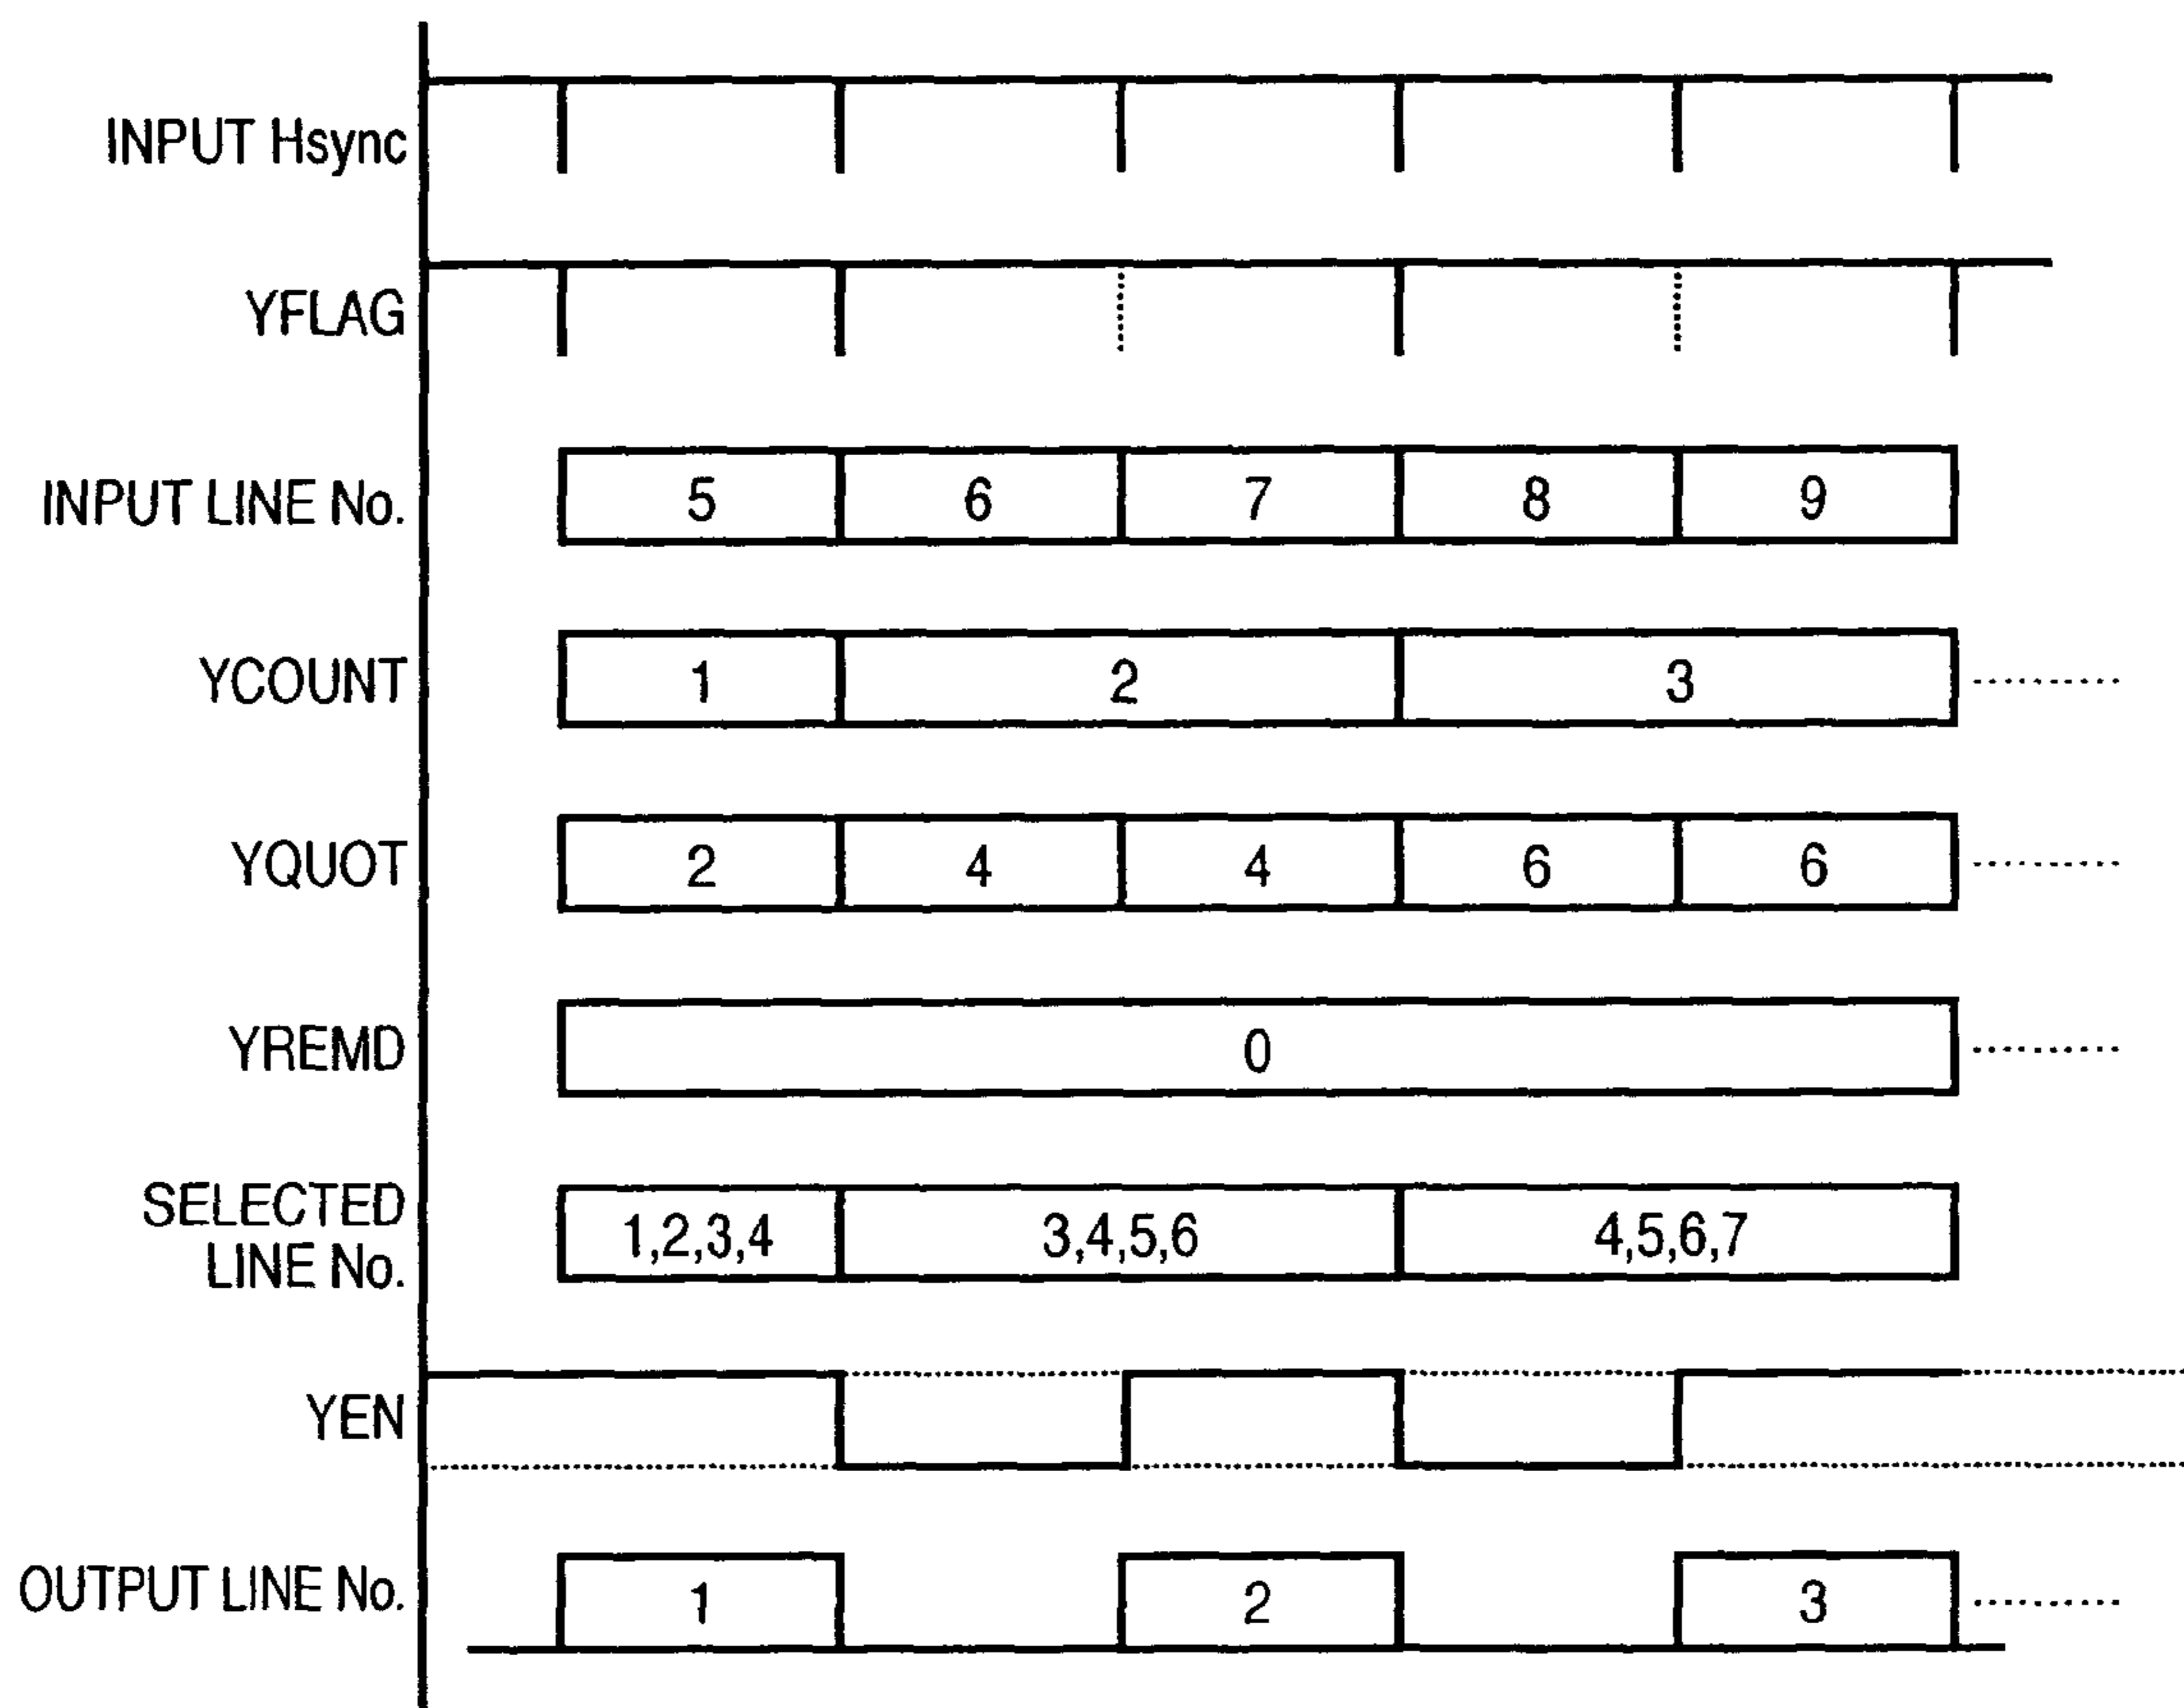 INPUT Hsync
YFLAG
INPUT LINE No. 5 6 7 8 9
YCOUNT 1 2 3
YQUOT 2 4 4 6 6
YREMD 0
SELECTED
LINE No. 1,2,3,4 3,4,5,6 4,5,6,7
YEN
OUTPUT LINE No. 1 2 3